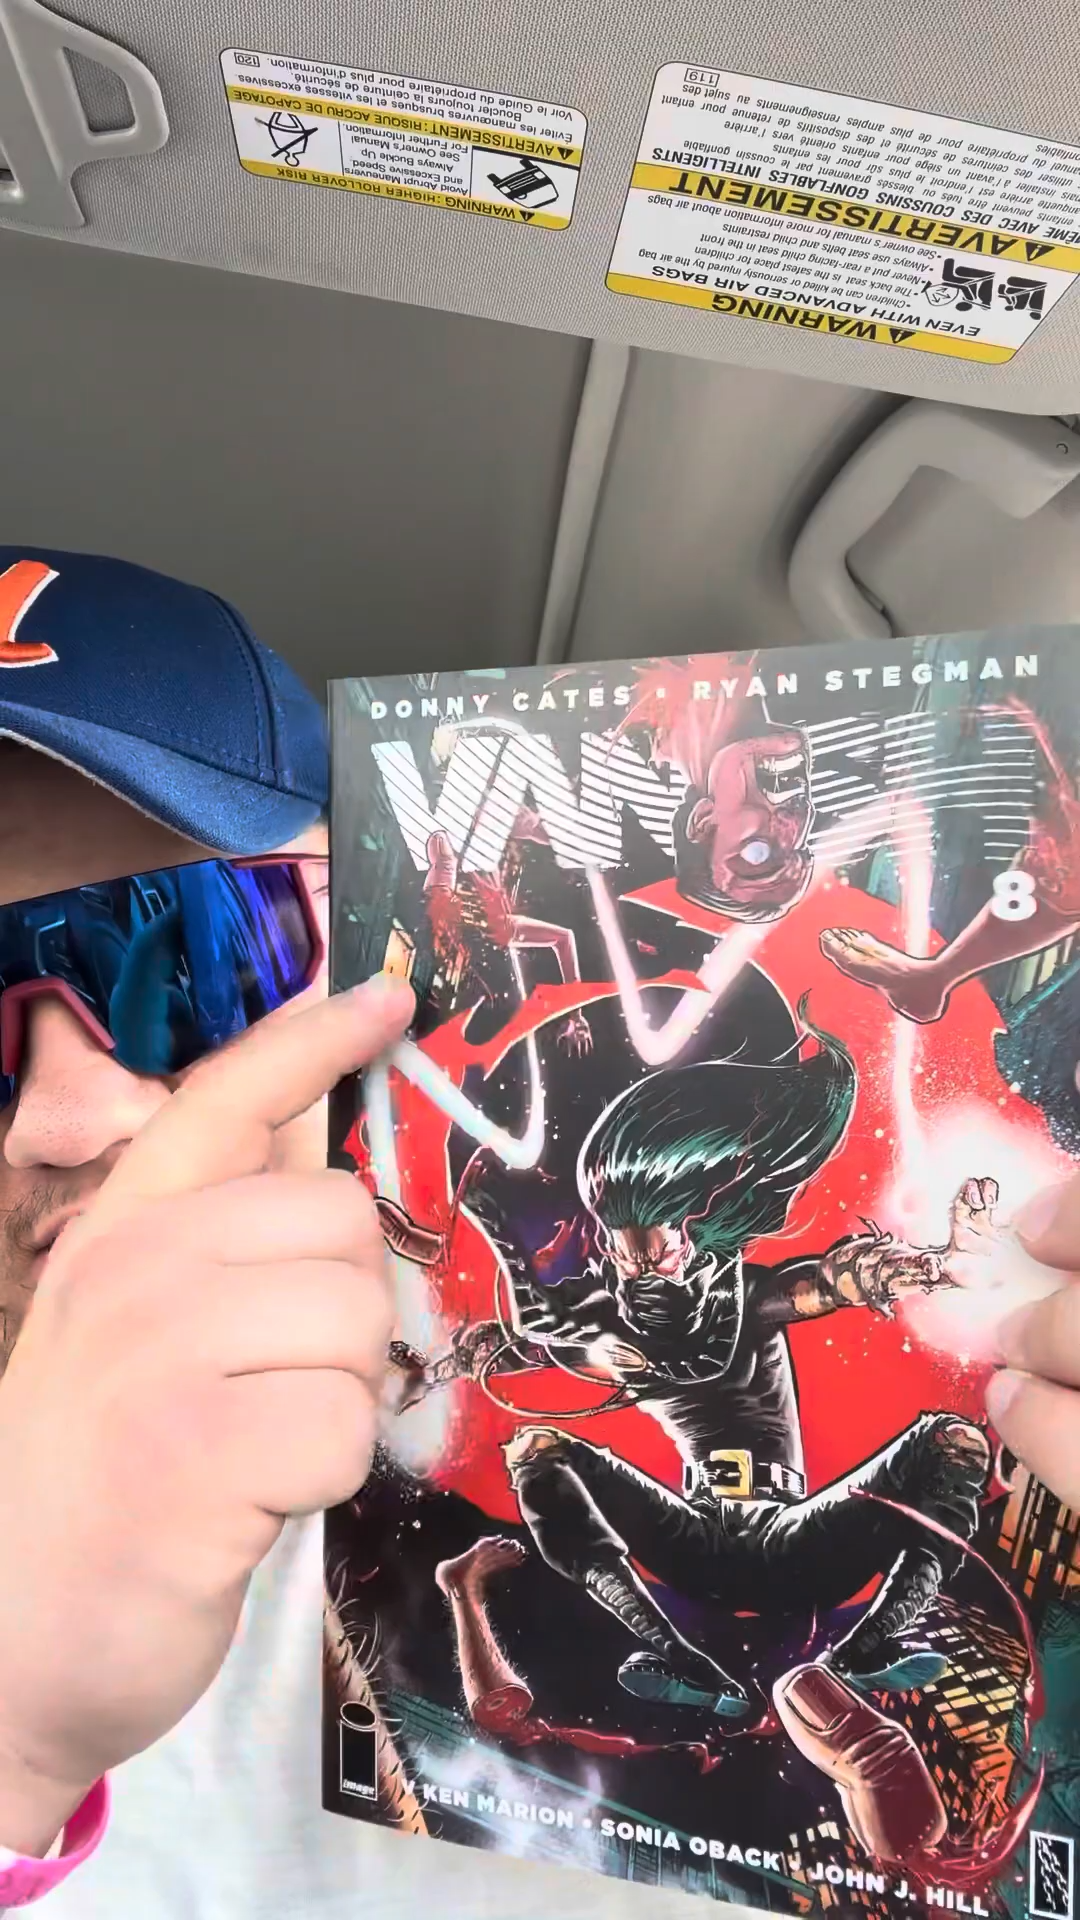 120
Voir le Guide du propriétaire pour plus d'information.
Boucler toujours la ceinture de sécurité.
Éviter les manœuvres brusques et les vitesses excessives.
AVERTISSEMENT: RISQUE ACCRU DE CAPOTAGE
For Further Information
See Owner's Manual
Always Buckle Up
and Excessive Speed.
Avoid Abrupt Maneuvers
WARNING: HIGHER ROLLOVER RISK
119
AVERTISSEMENT
MÊME AVEC DES COUSSINS GONFLABLES INTELLIGENTS
WARNING
EVEN WITH ADVANCED AIR BAGS
•Children can be killed or seriously injured by the air bag
•The back seat is the safest place for children
•Never put a rear-facing child seat in the front
•Always use seat belts and child restraints
•See owner's manual for more information about air bags
DONNY CATES • RYAN STEGMAN
VAN
8
image
KEN MARION • SONIA OBACK
JOHN J. HILL